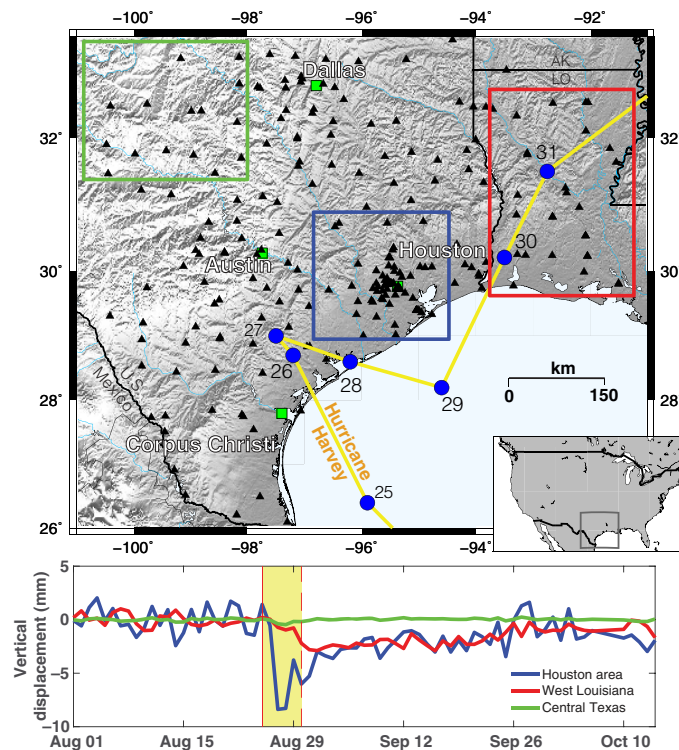 −100 −98 −96 −94 −92
Dallas
AK
LO
32°
32°
31
30
Houston
Austin
30°
30°
27
26
28
29
km
0 150
U.S.
Mexico
28°
28°
Hurricane
Harvey
Corpus Christi
25
26°
−100 −98 −96 −94
Vertical
displacement (mm)
5
0
−5
−10
Houston area
West Louisiana
Central Texas
Aug 01 Aug 15 Aug 29 Sep 12 Sep 26 Oct 10